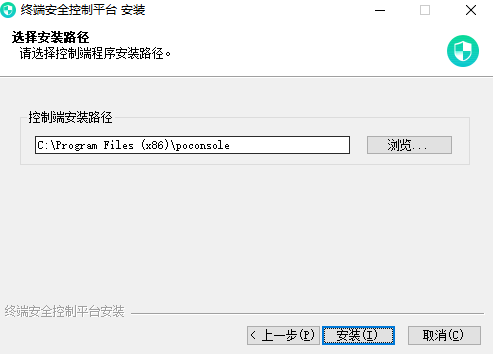 终端安全控制平台 安装
选择安装路径
请选择控制端程序安装路径。
控制端安装路径
C:\Program Files (x86)\poconsole
浏览...
终端安全控制平台安装
< 上一步(P)
安装(I)
取消(C)